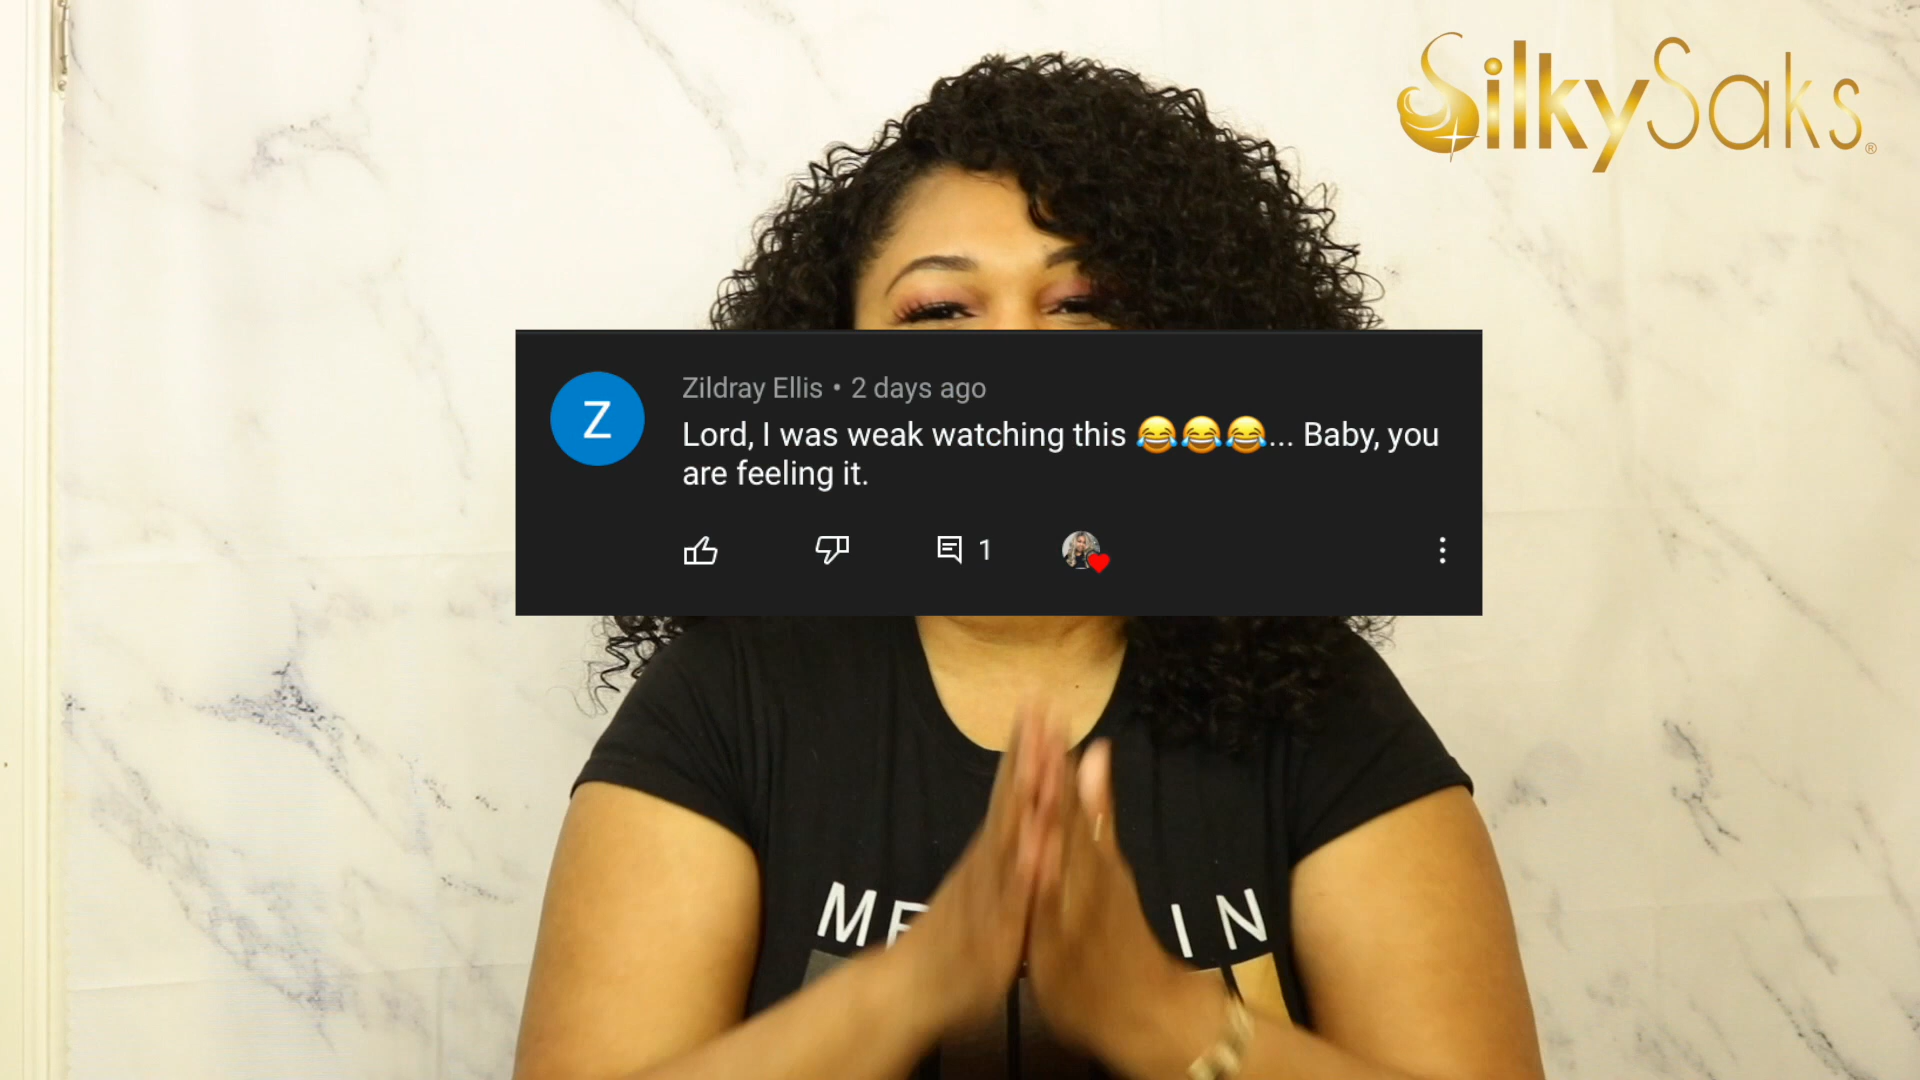 SilkySaks®
Z
Zildray Ellis • 2 days ago
Lord, I was weak watching this 😂😂😂... Baby, you
are feeling it.
1